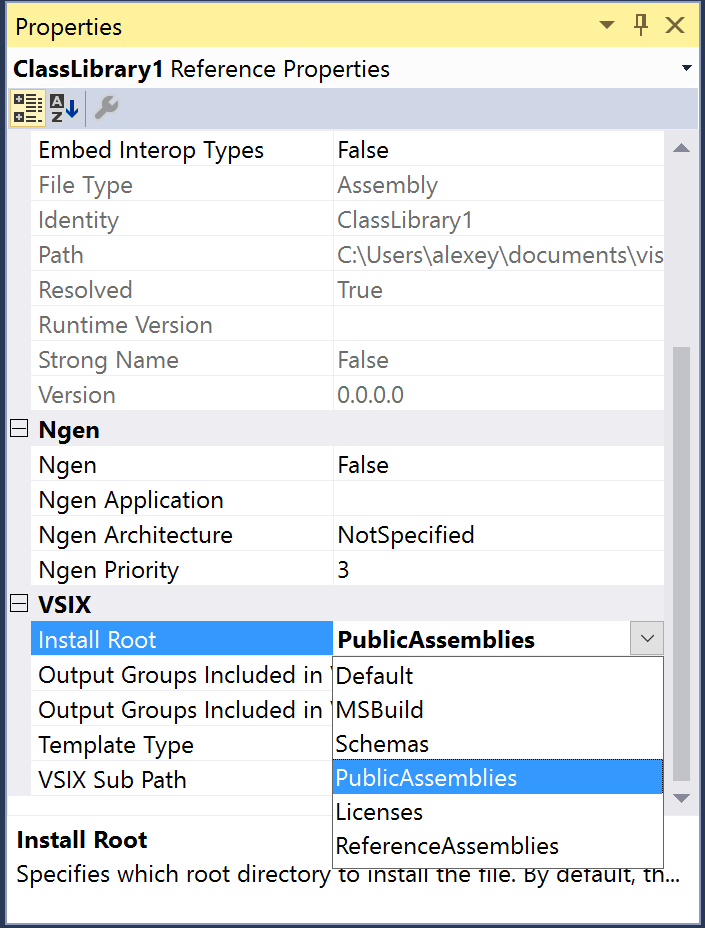 Properties
ClassLibrary1 Reference Properties
Embed Interop Types False
File Type Assembly
Identity ClassLibrary1
Path C:\Users\alexey\documents\vis
Resolved True
Runtime Version
Strong Name False
Version 0.0.0.0
Ngen
Ngen False
Ngen Application
Ngen Architecture NotSpecified
Ngen Priority 3
VSIX
Install Root PublicAssemblies
Output Groups Included in Default
Output Groups Included in MSBuild
Schemas
Template Type
PublicAssemblies
VSIX Sub Path
Licenses
ReferenceAssemblies
Install Root
Specifies which root directory to install the file. By default, th...